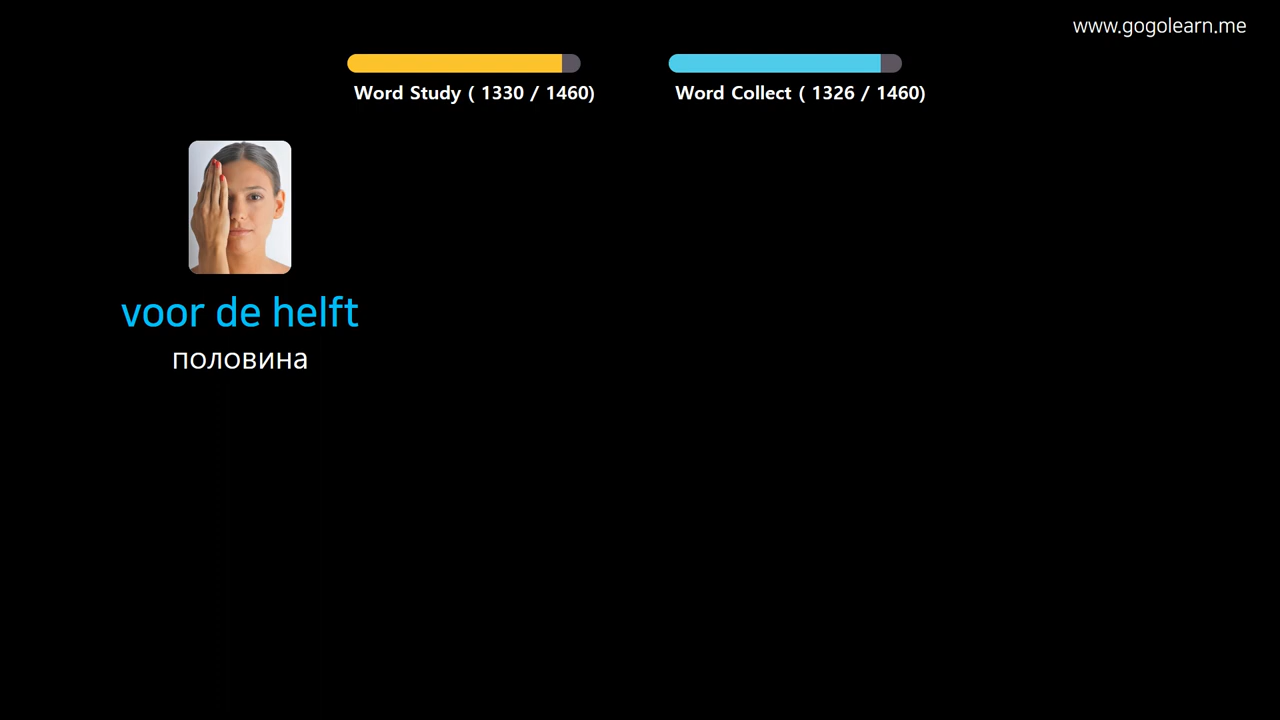 www.gogolearn.me
Word Study ( 1330 / 1460)
Word Collect ( 1326 / 1460)
voor de helft
половина